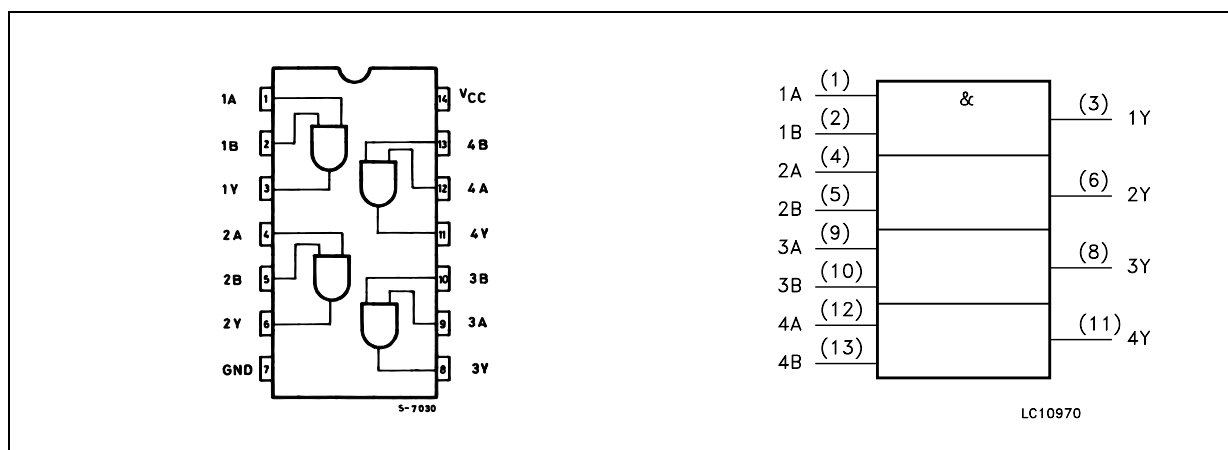 1A 1 14 VCC
1B 2 13 4B
1Y 3 12 4A
2A 4 11 4Y
2B 5 10 3B
2Y 6 9 3A
GND 7 8 3Y
S-7030
1A (1) &
(3) 1Y
1B (2)
2A (4)
(6) 2Y
2B (5)
3A (9)
(8) 3Y
3B (10)
4A (12)
(11) 4Y
4B (13)
LC10970